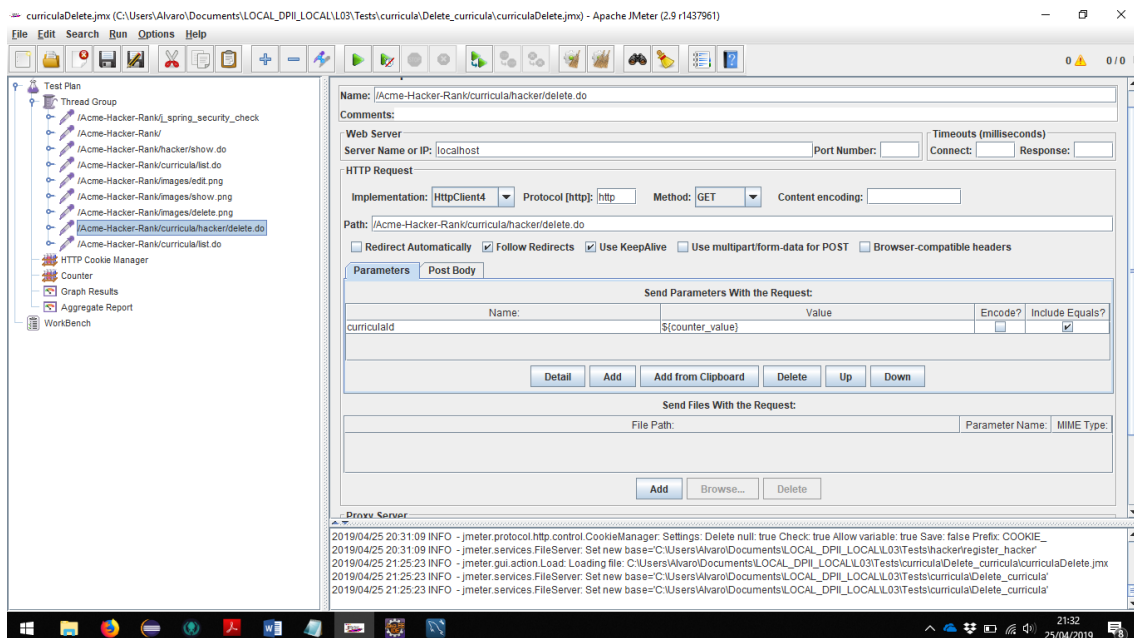 curriculaDelete.jmx (C:\Users\Alvaro\Documents\LOCAL_DPII_LOCAL\L03\Tests\curricula\Delete_curricula\curriculaDelete.jmx) - Apache JMeter (2.9 r1437961)
File Edit Search Run Options Help
0 0 / 0
Test Plan
Thread Group
/Acme-Hacker-Rank/j_spring_security_check
/Acme-Hacker-Rank/
/Acme-Hacker-Rank/hacker/show.do
/Acme-Hacker-Rank/curricula/list.do
/Acme-Hacker-Rank/images/edit.png
/Acme-Hacker-Rank/images/show.png
/Acme-Hacker-Rank/images/delete.png
/Acme-Hacker-Rank/curricula/hacker/delete.do
/Acme-Hacker-Rank/curricula/list.do
HTTP Cookie Manager
Counter
Graph Results
Aggregate Report
WorkBench
Name: /Acme-Hacker-Rank/curricula/hacker/delete.do
Comments:
Web Server
Timeouts (milliseconds)
Server Name or IP: localhost Port Number: Connect: Response:
HTTP Request
Implementation: HttpClient4 Protocol [http]: http Method: GET Content encoding:
Path: /Acme-Hacker-Rank/curricula/hacker/delete.do
Redirect Automatically Follow Redirects Use KeepAlive Use multipart/form-data for POST Browser-compatible headers
Parameters Post Body
Send Parameters With the Request:
Name: Value Encode? Include Equals?
curriculaId ${counter_value}
Detail Add Add from Clipboard Delete Up Down
Send Files With the Request:
File Path: Parameter Name: MIME Type:
Add Browse... Delete
Proxy Server
2019/04/25 20:31:09 INFO - jmeter.protocol.http.control.CookieManager: Settings: Delete null: true Check: true Allow variable: true Save: false Prefix: COOKIE_
2019/04/25 20:31:09 INFO - jmeter.services.FileServer: Set new base='C:\Users\Alvaro\Documents\LOCAL_DPII_LOCAL\L03\Tests\hacker\register_hacker'
2019/04/25 21:25:23 INFO - jmeter.gui.action.Load: Loading file: C:\Users\Alvaro\Documents\LOCAL_DPII_LOCAL\L03\Tests\curricula\Delete_curricula\curriculaDelete.jmx
2019/04/25 21:25:23 INFO - jmeter.services.FileServer: Set new base='C:\Users\Alvaro\Documents\LOCAL_DPII_LOCAL\L03\Tests\curricula\Delete_curricula'
2019/04/25 21:25:23 INFO - jmeter.services.FileServer: Set new base='C:\Users\Alvaro\Documents\LOCAL_DPII_LOCAL\L03\Tests\curricula\Delete_curricula'
21:32
25/04/2019
8